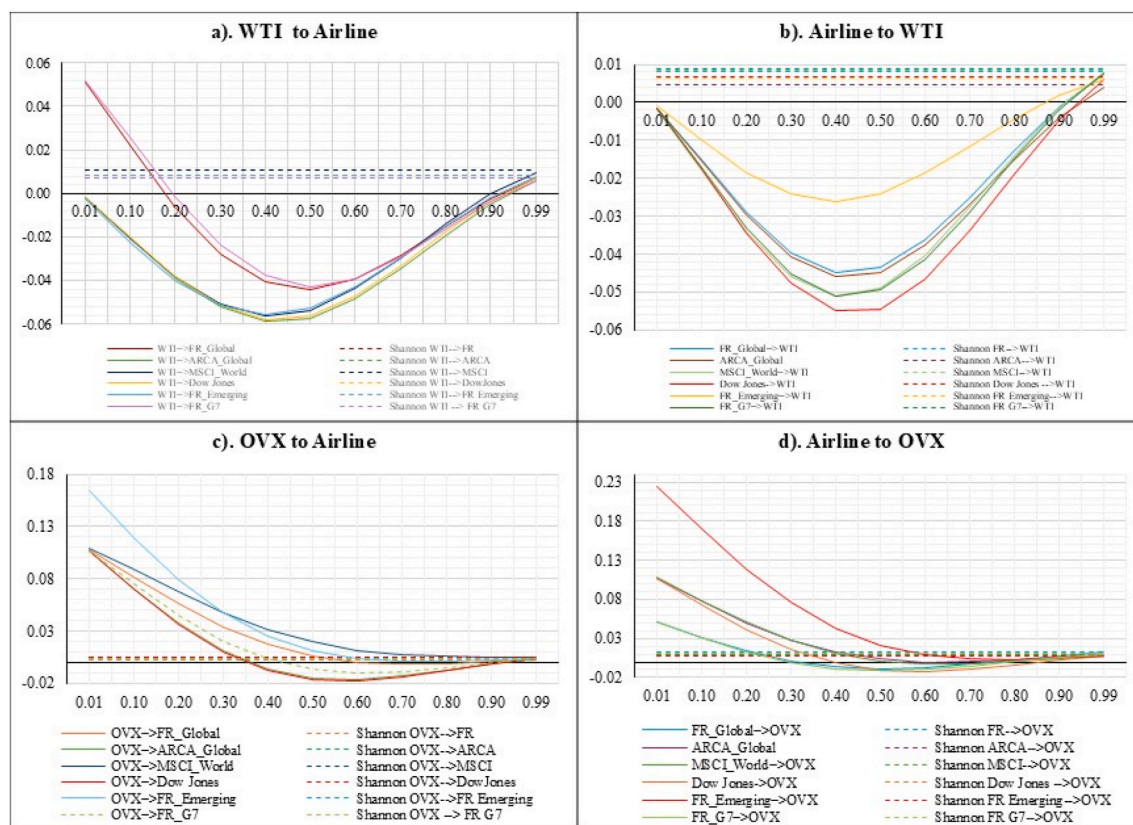 a). WTI to Airline
0.06
0.04
0.02
0.00
-0.02
-0.04
-0.06
0.01 0.10 0.20 0.30 0.40 0.50 0.60 0.70 0.80 0.90 0.99
WTI->FR_Global Shannon WTI-->FR
WTI->ARCA_Global Shannon WTI-->ARCA
WTI->MSCI_World Shannon WTI-->MSCI
WTI->Dow Jones Shannon WTI-->DowJones
WTI->FR_Emerging Shannon WTI-->FR Emerging
WTI->FR_G7 Shannon WTI --> FR G7
b). Airline to WTI
0.01
0.00
-0.01
-0.02
-0.03
-0.04
-0.05
-0.06
0.01 0.10 0.20 0.30 0.40 0.50 0.60 0.70 0.80 0.90 0.99
FR_Global->WTI Shannon FR-->WTI
ARCA_Global Shannon ARCA-->WTI
MSCI_World->WTI Shannon MSCI-->WTI
Dow Jones->WTI Shannon Dow Jones -->WTI
FR_Emerging->WTI Shannon FR Emerging-->WTI
FR_G7->WTI Shannon FR G7-->WTI
c). OVX to Airline
0.18
0.13
0.08
0.03
-0.02
0.01 0.10 0.20 0.30 0.40 0.50 0.60 0.70 0.80 0.90 0.99
OVX->FR_Global Shannon OVX-->FR
OVX->ARCA_Global Shannon OVX-->ARCA
OVX->MSCI_World Shannon OVX-->MSCI
OVX->Dow Jones Shannon OVX-->DowJones
OVX->FR_Emerging Shannon OVX-->FR Emerging
OVX->FR_G7 Shannon OVX --> FR G7
d). Airline to OVX
0.23
0.18
0.13
0.08
0.03
-0.02
0.01 0.10 0.20 0.30 0.40 0.50 0.60 0.70 0.80 0.90 0.99
FR_Global->OVX Shannon FR-->OVX
ARCA_Global Shannon ARCA-->OVX
MSCI_World->OVX Shannon MSCI-->OVX
Dow Jones->OVX Shannon Dow Jones -->OVX
FR_Emerging->OVX Shannon FR Emerging-->OVX
FR_G7->OVX Shannon FR G7-->OVX